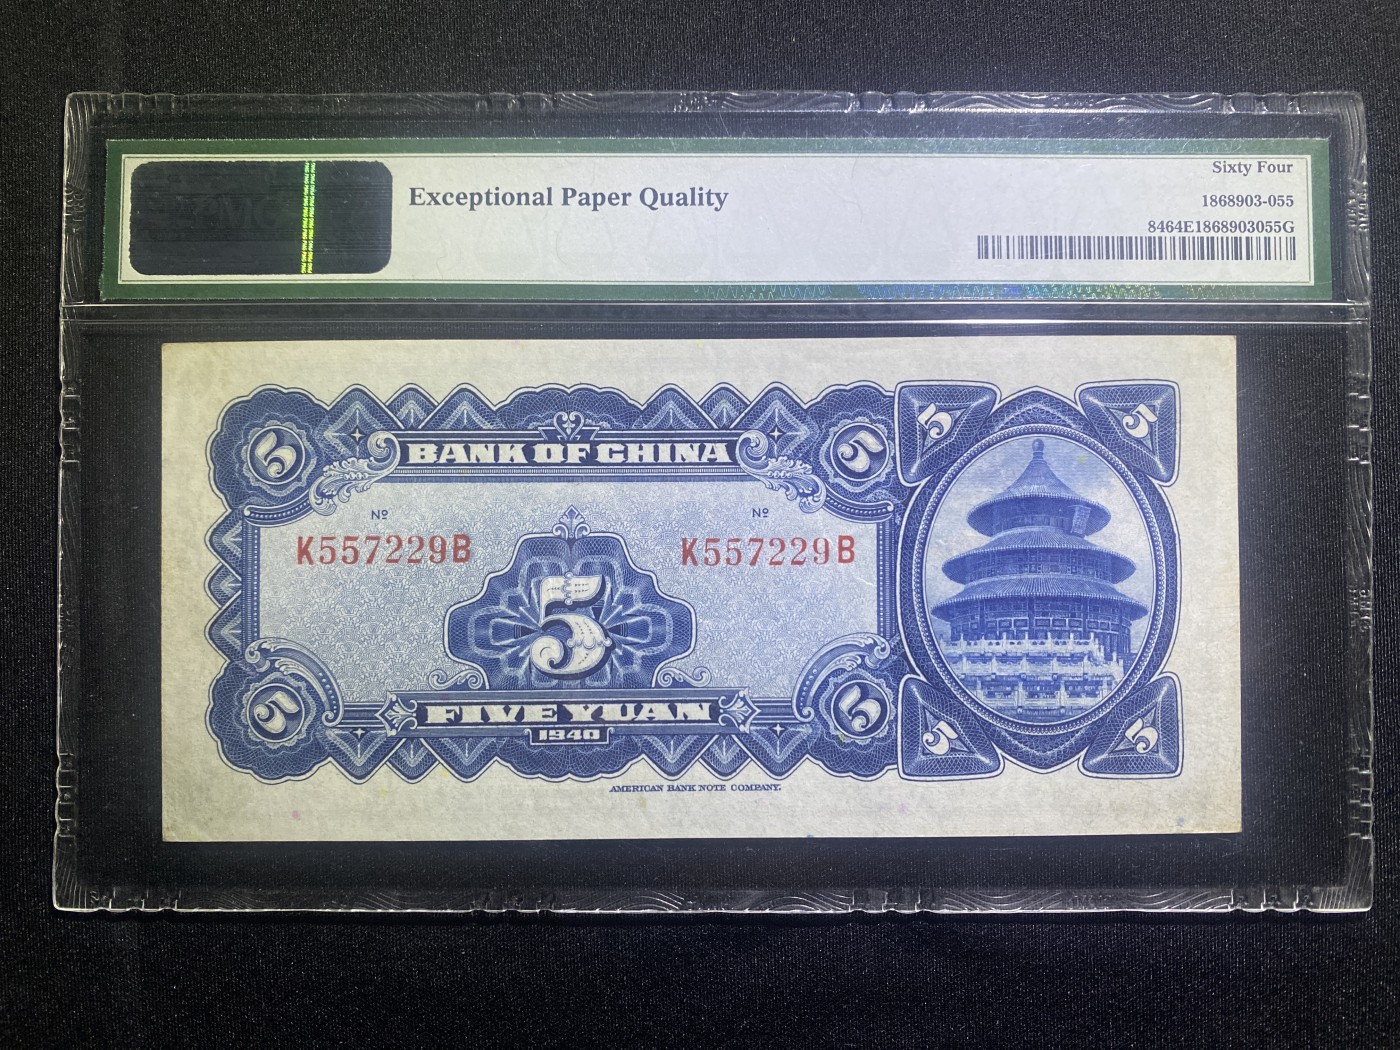 Exceptional Paper Quality
Sixty Four
1868903-055
8464E1868903055G
5
5
5
5
BANK OF CHINA
Nº
Nº
K557229B
K557229B
5
5
5
FIVE YUAN
1940
5
5
AMERICAN BANK NOTE COMPANY.